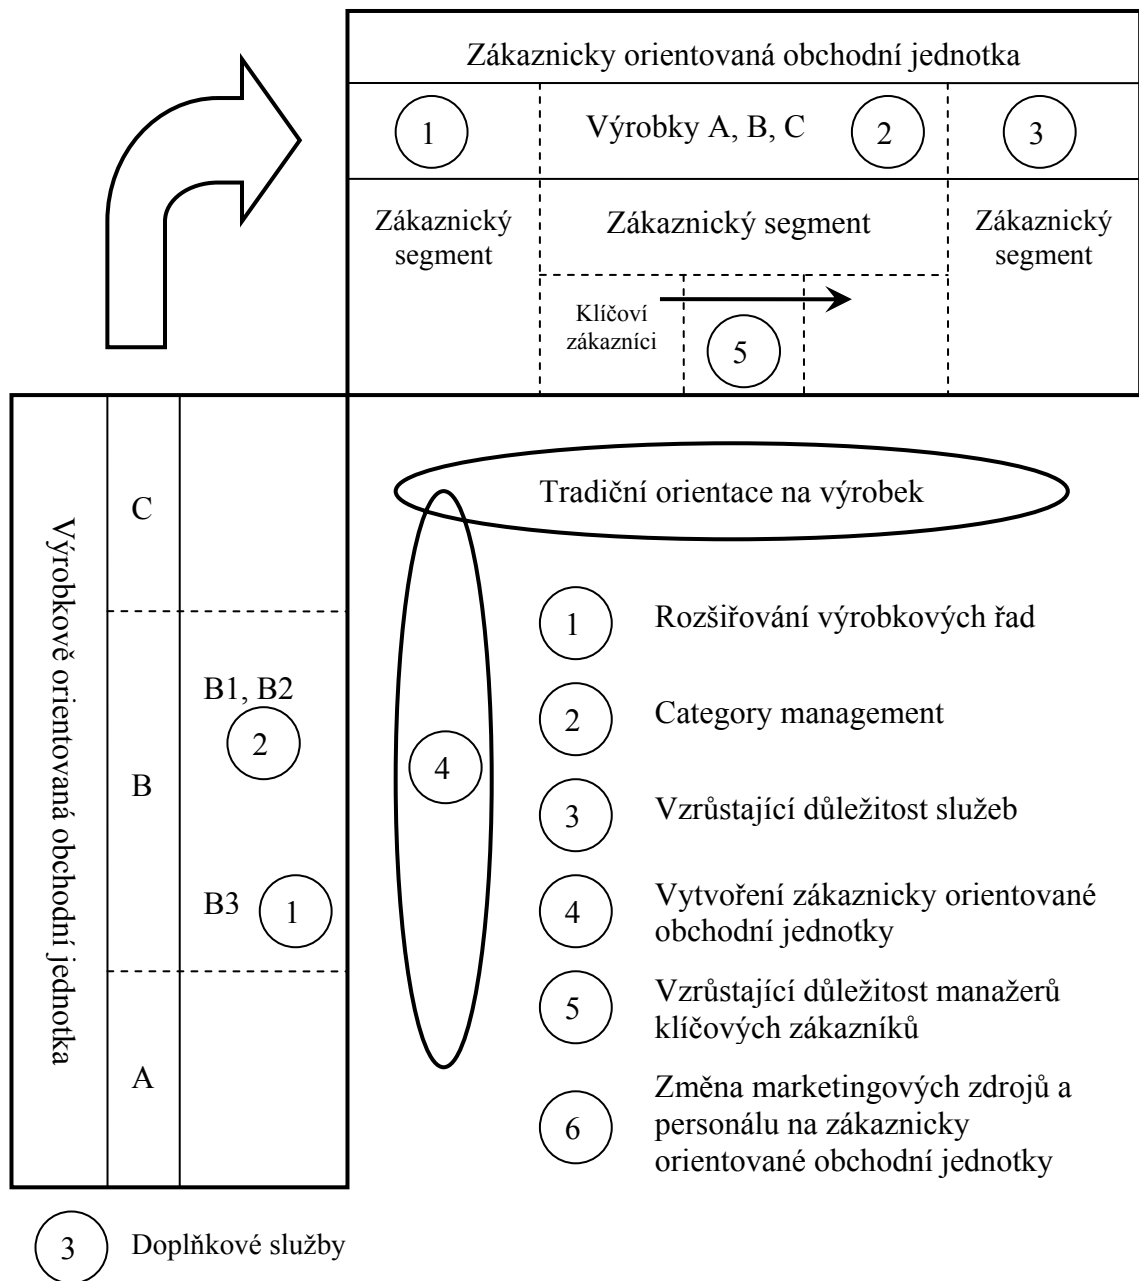 Zákaznicky orientovaná obchodní jednotka
1
Výrobky A, B, C
2
3
Zákaznický
segment
Zákaznický segment
Zákaznický
segment
Klíčoví
zákazníci
5
Výrobkově orientovaná obchodní jednotka
C
B
A
B1, B2
2
B3
1
Tradiční orientace na výrobek
4
1
Rozšiřování výrobkových řad
2
Category management
3
Vzrůstající důležitost služeb
4
Vytvoření zákaznicky orientované
obchodní jednotky
5
Vzrůstající důležitost manažerů
klíčových zákazníků
6
Změna marketingových zdrojů a
personálu na zákaznicky
orientované obchodní jednotky
3
Doplňkové služby